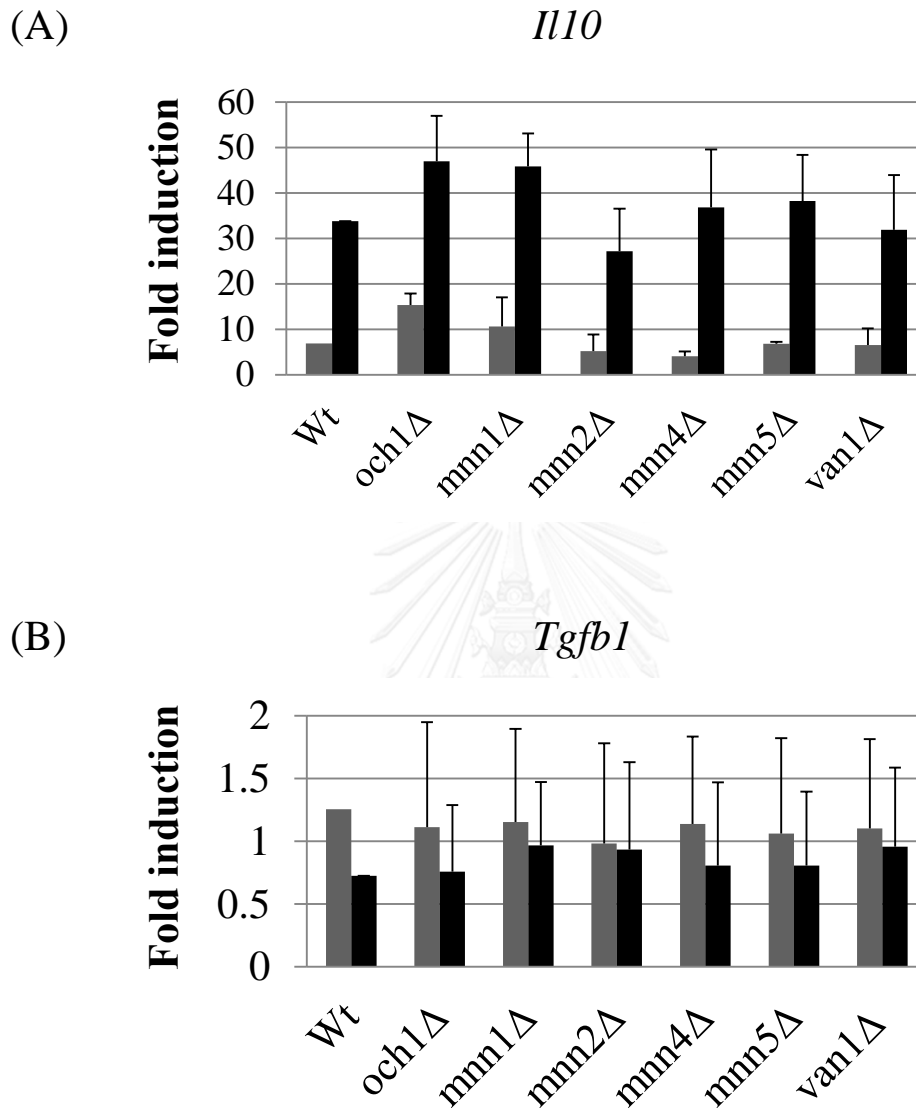 (A) Il10
Fold induction
60
50
40
30
20
10
0
Wt och1Δ mnn1Δ mnn2Δ mnn4Δ mnn5Δ van1Δ
(B) Tgfb1
Fold induction
2
1.5
1
0.5
0
Wt och1Δ mnn1Δ mnn2Δ mnn4Δ mnn5Δ van1Δ